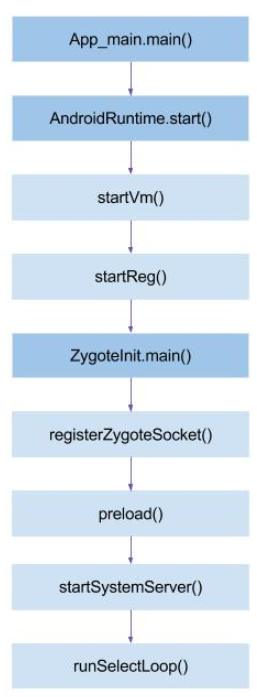 App_main.main()
AndroidRuntime.start()
startVm()
startReg()
ZygoteInit.main()
registerZygoteSocket()
preload()
startSystemServer()
runSelectLoop()